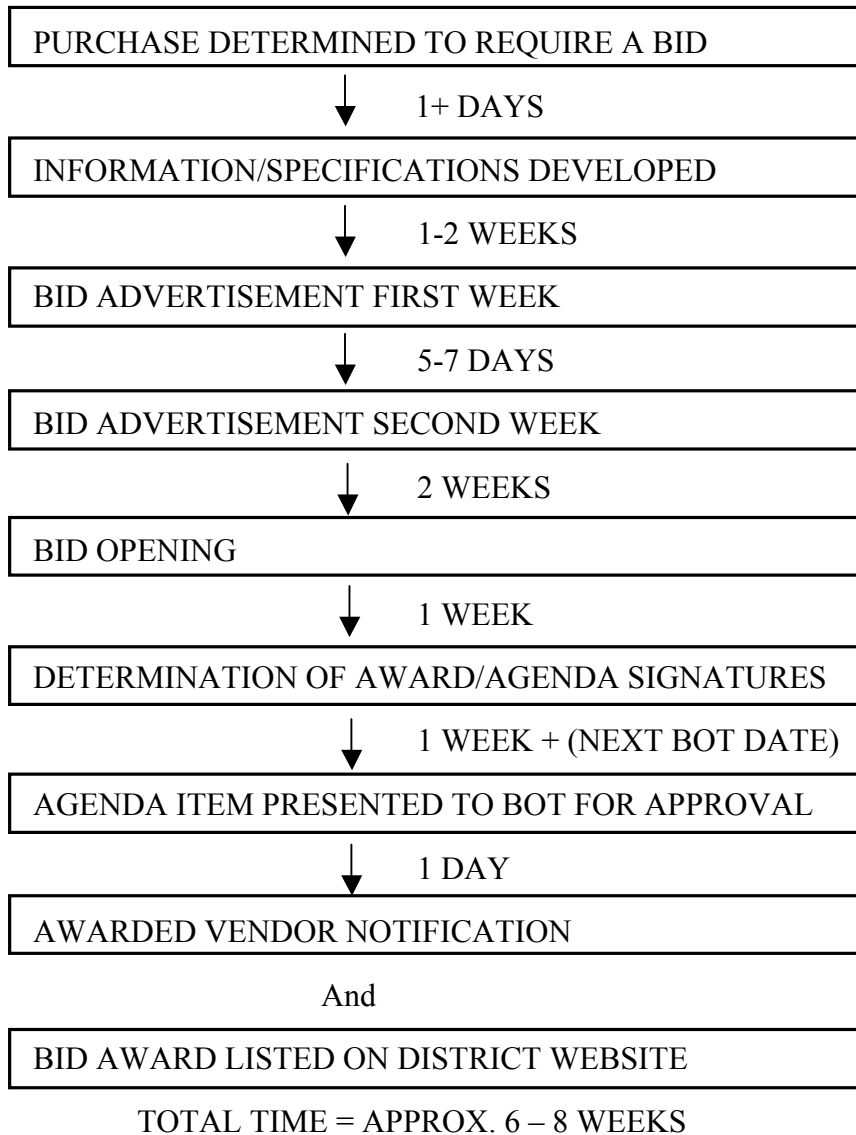 PURCHASE DETERMINED TO REQUIRE A BID
1+ DAYS
INFORMATION/SPECIFICATIONS DEVELOPED
1-2 WEEKS
BID ADVERTISEMENT FIRST WEEK
5-7 DAYS
BID ADVERTISEMENT SECOND WEEK
2 WEEKS
BID OPENING
1 WEEK
DETERMINATION OF AWARD/AGENDA SIGNATURES
1 WEEK + (NEXT BOT DATE)
AGENDA ITEM PRESENTED TO BOT FOR APPROVAL
1 DAY
AWARDED VENDOR NOTIFICATION
And
BID AWARD LISTED ON DISTRICT WEBSITE
TOTAL TIME = APPROX. 6 – 8 WEEKS